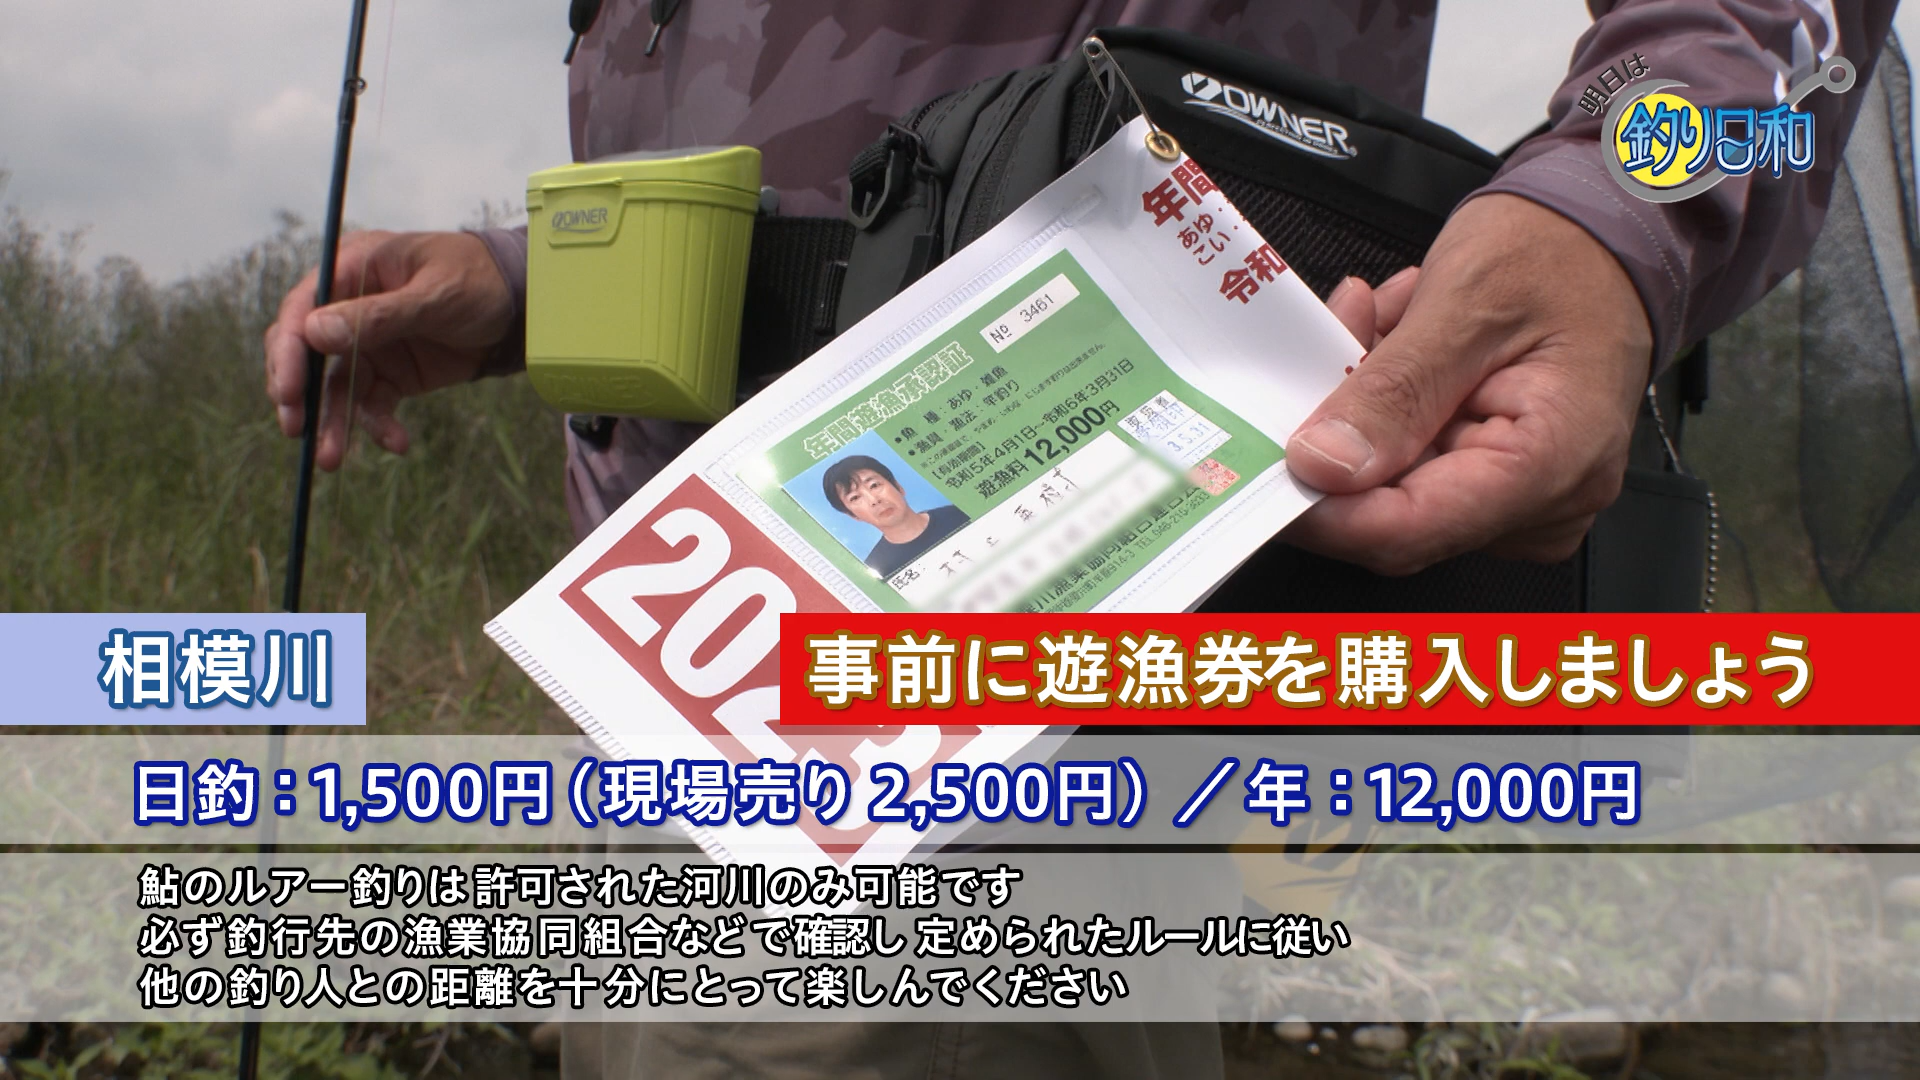 明日は
釣り日和
OWNER
OWNER
OWNER
年間
あゆ・
こい・
令和
№ 3461
年間遊漁承認証
●魚 種：あゆ・雑魚
●漁具・漁法：竿釣り
【有効期間】
令和5年4月1日～令和6年3月31日
遊漁料 12,000円
氏名：
2023
相模川
事前に遊漁券を購入しましょう
日釣：1,500円（現場売り 2,500円）／年：12,000円
鮎のルアー釣りは許可された河川のみ可能です
必ず釣行先の漁業協同組合などで確認し 定められたルールに従い
他の釣り人との距離を十分にとって楽しんでください